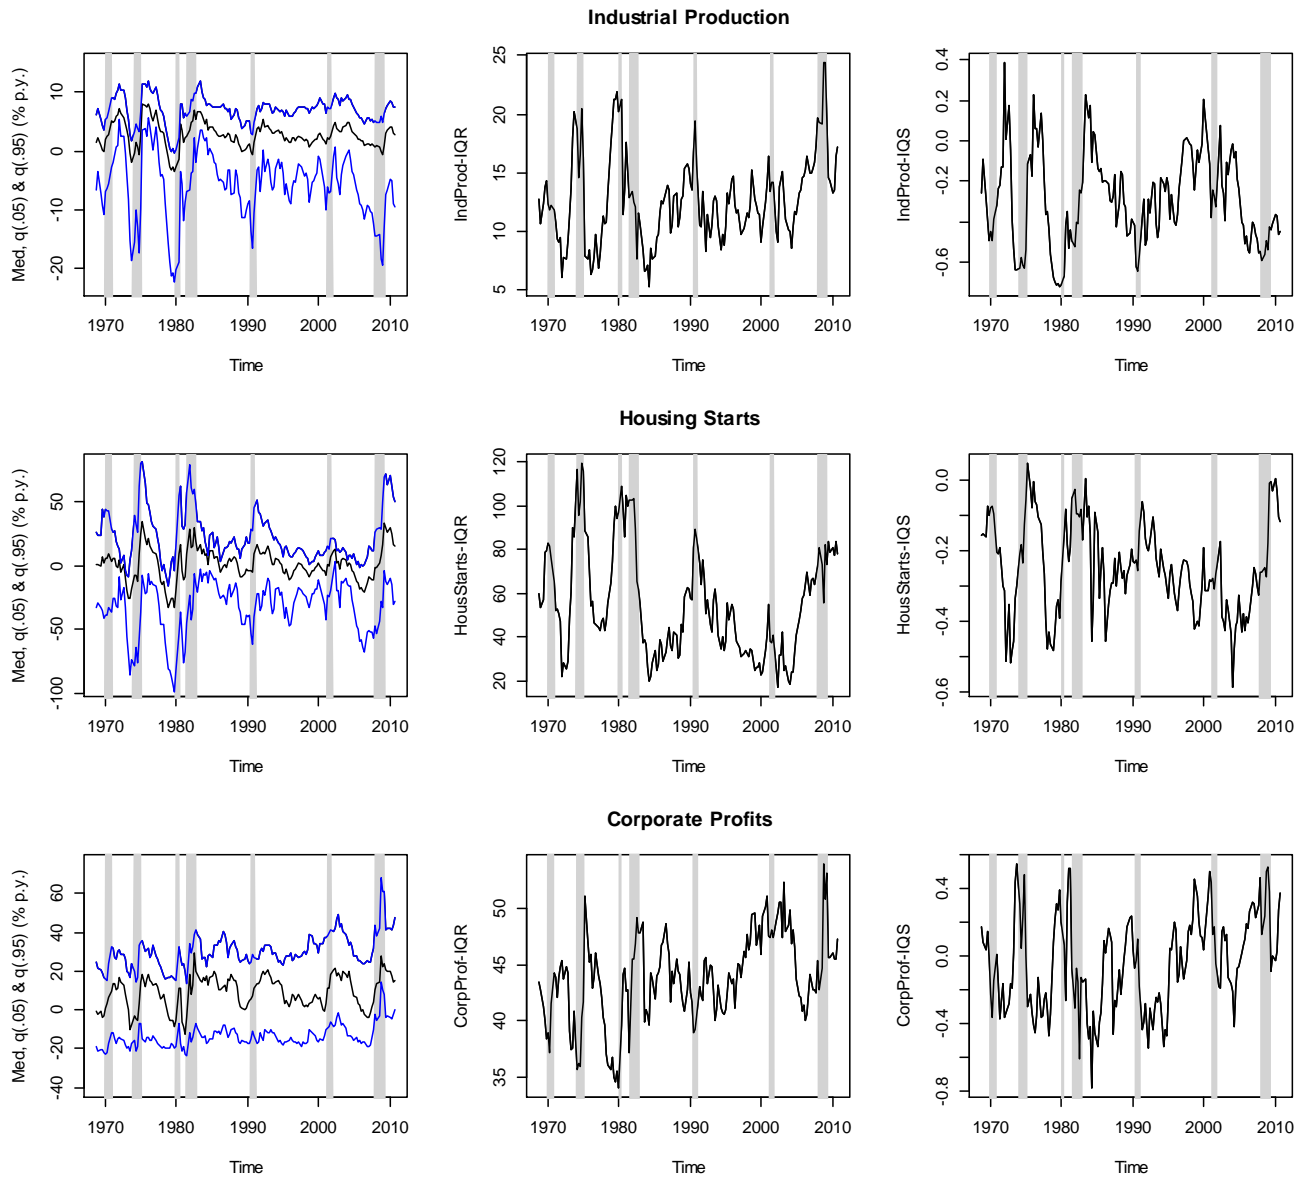 Industrial Production
Med, q(.05) & q(.95) (% p.y.)
10
0
-10
-20
1970 1980 1990 2000 2010
Time
IndProd-IQR
25
20
15
10
5
1970 1980 1990 2000 2010
Time
IndProd-IQS
0.4
0.2
0.0
-0.2
-0.6
1970 1980 1990 2000 2010
Time
Housing Starts
Med, q(.05) & q(.95) (% p.y.)
50
0
-50
-100
1970 1980 1990 2000 2010
Time
HousStarts-IQR
120
100
80
60
40
20
1970 1980 1990 2000 2010
Time
HousStarts-IQS
0.0
-0.2
-0.4
-0.6
1970 1980 1990 2000 2010
Time
Corporate Profits
Med, q(.05) & q(.95) (% p.y.)
60
40
20
0
-20
-40
1970 1980 1990 2000 2010
Time
CorpProf-IQR
50
45
40
35
1970 1980 1990 2000 2010
Time
CorpProf-IQS
0.4
0.0
-0.4
-0.8
1970 1980 1990 2000 2010
Time